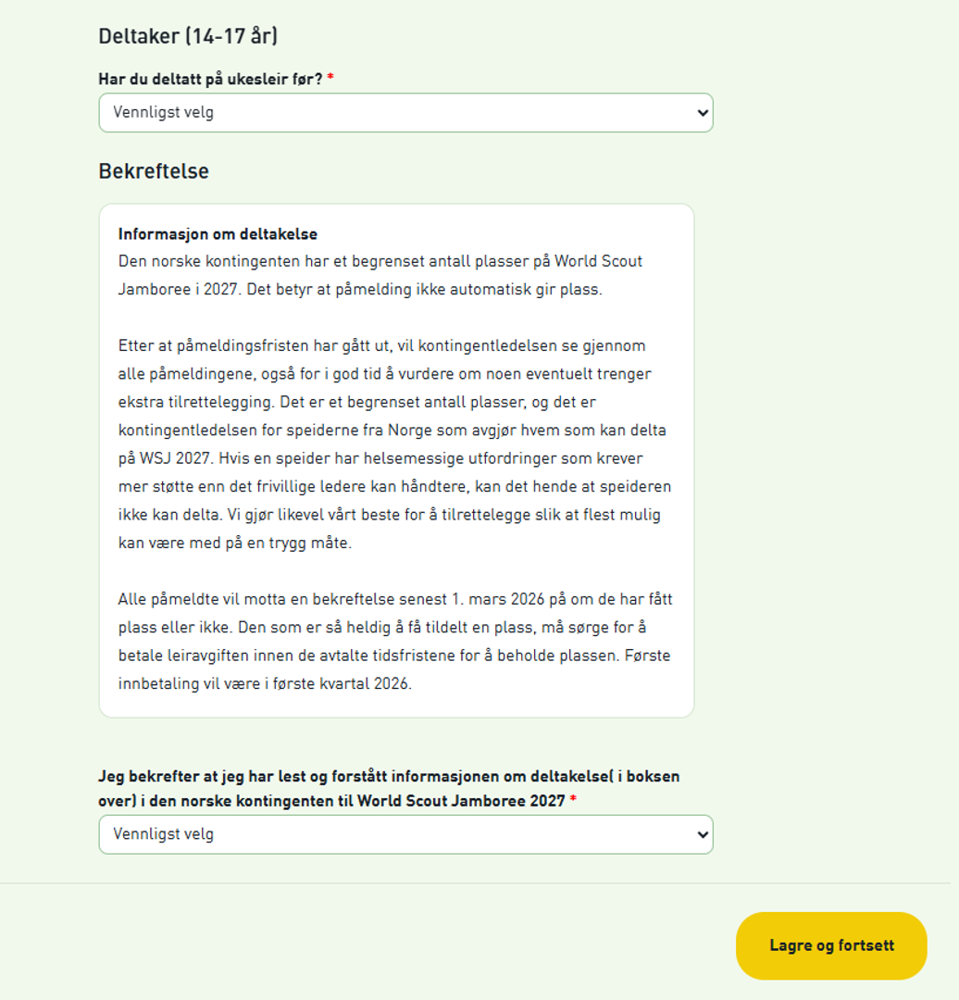 Deltaker (14-17 år)
Har du deltatt på ukesleir før? *
Vennligst velg
Bekreftelse
Informasjon om deltakelse
Den norske kontingenten har et begrenset antall plasser på World Scout
Jamboree i 2027. Det betyr at påmelding ikke automatisk gir plass.
Etter at påmeldingsfristen har gått ut, vil kontingentledelsen se gjennom
alle påmeldingene, også for i god tid å vurdere om noen eventuelt trenger
ekstra tilrettelegging. Det er et begrenset antall plasser, og det er
kontingentledelsen for speiderne fra Norge som avgjør hvem som kan delta
på WSJ 2027. Hvis en speider har helsemessige utfordringer som krever
mer støtte enn det frivillige ledere kan håndtere, kan det hende at speideren
ikke kan delta. Vi gjør likevel vårt beste for å tilrettelegge slik at flest mulig
kan være med på en trygg måte.
Alle påmeldte vil motta en bekreftelse senest 1. mars 2026 på om de har fått
plass eller ikke. Den som er så heldig å få tildelt en plass, må sørge for å
betale leiravgiften innen de avtalte tidsfristene for å beholde plassen. Første
innbetaling vil være i første kvartal 2026.
Jeg bekrefter at jeg har lest og forstått informasjonen om deltakelse( i boksen
over) i den norske kontingenten til World Scout Jamboree 2027 *
Vennligst velg
Lagre og fortsett